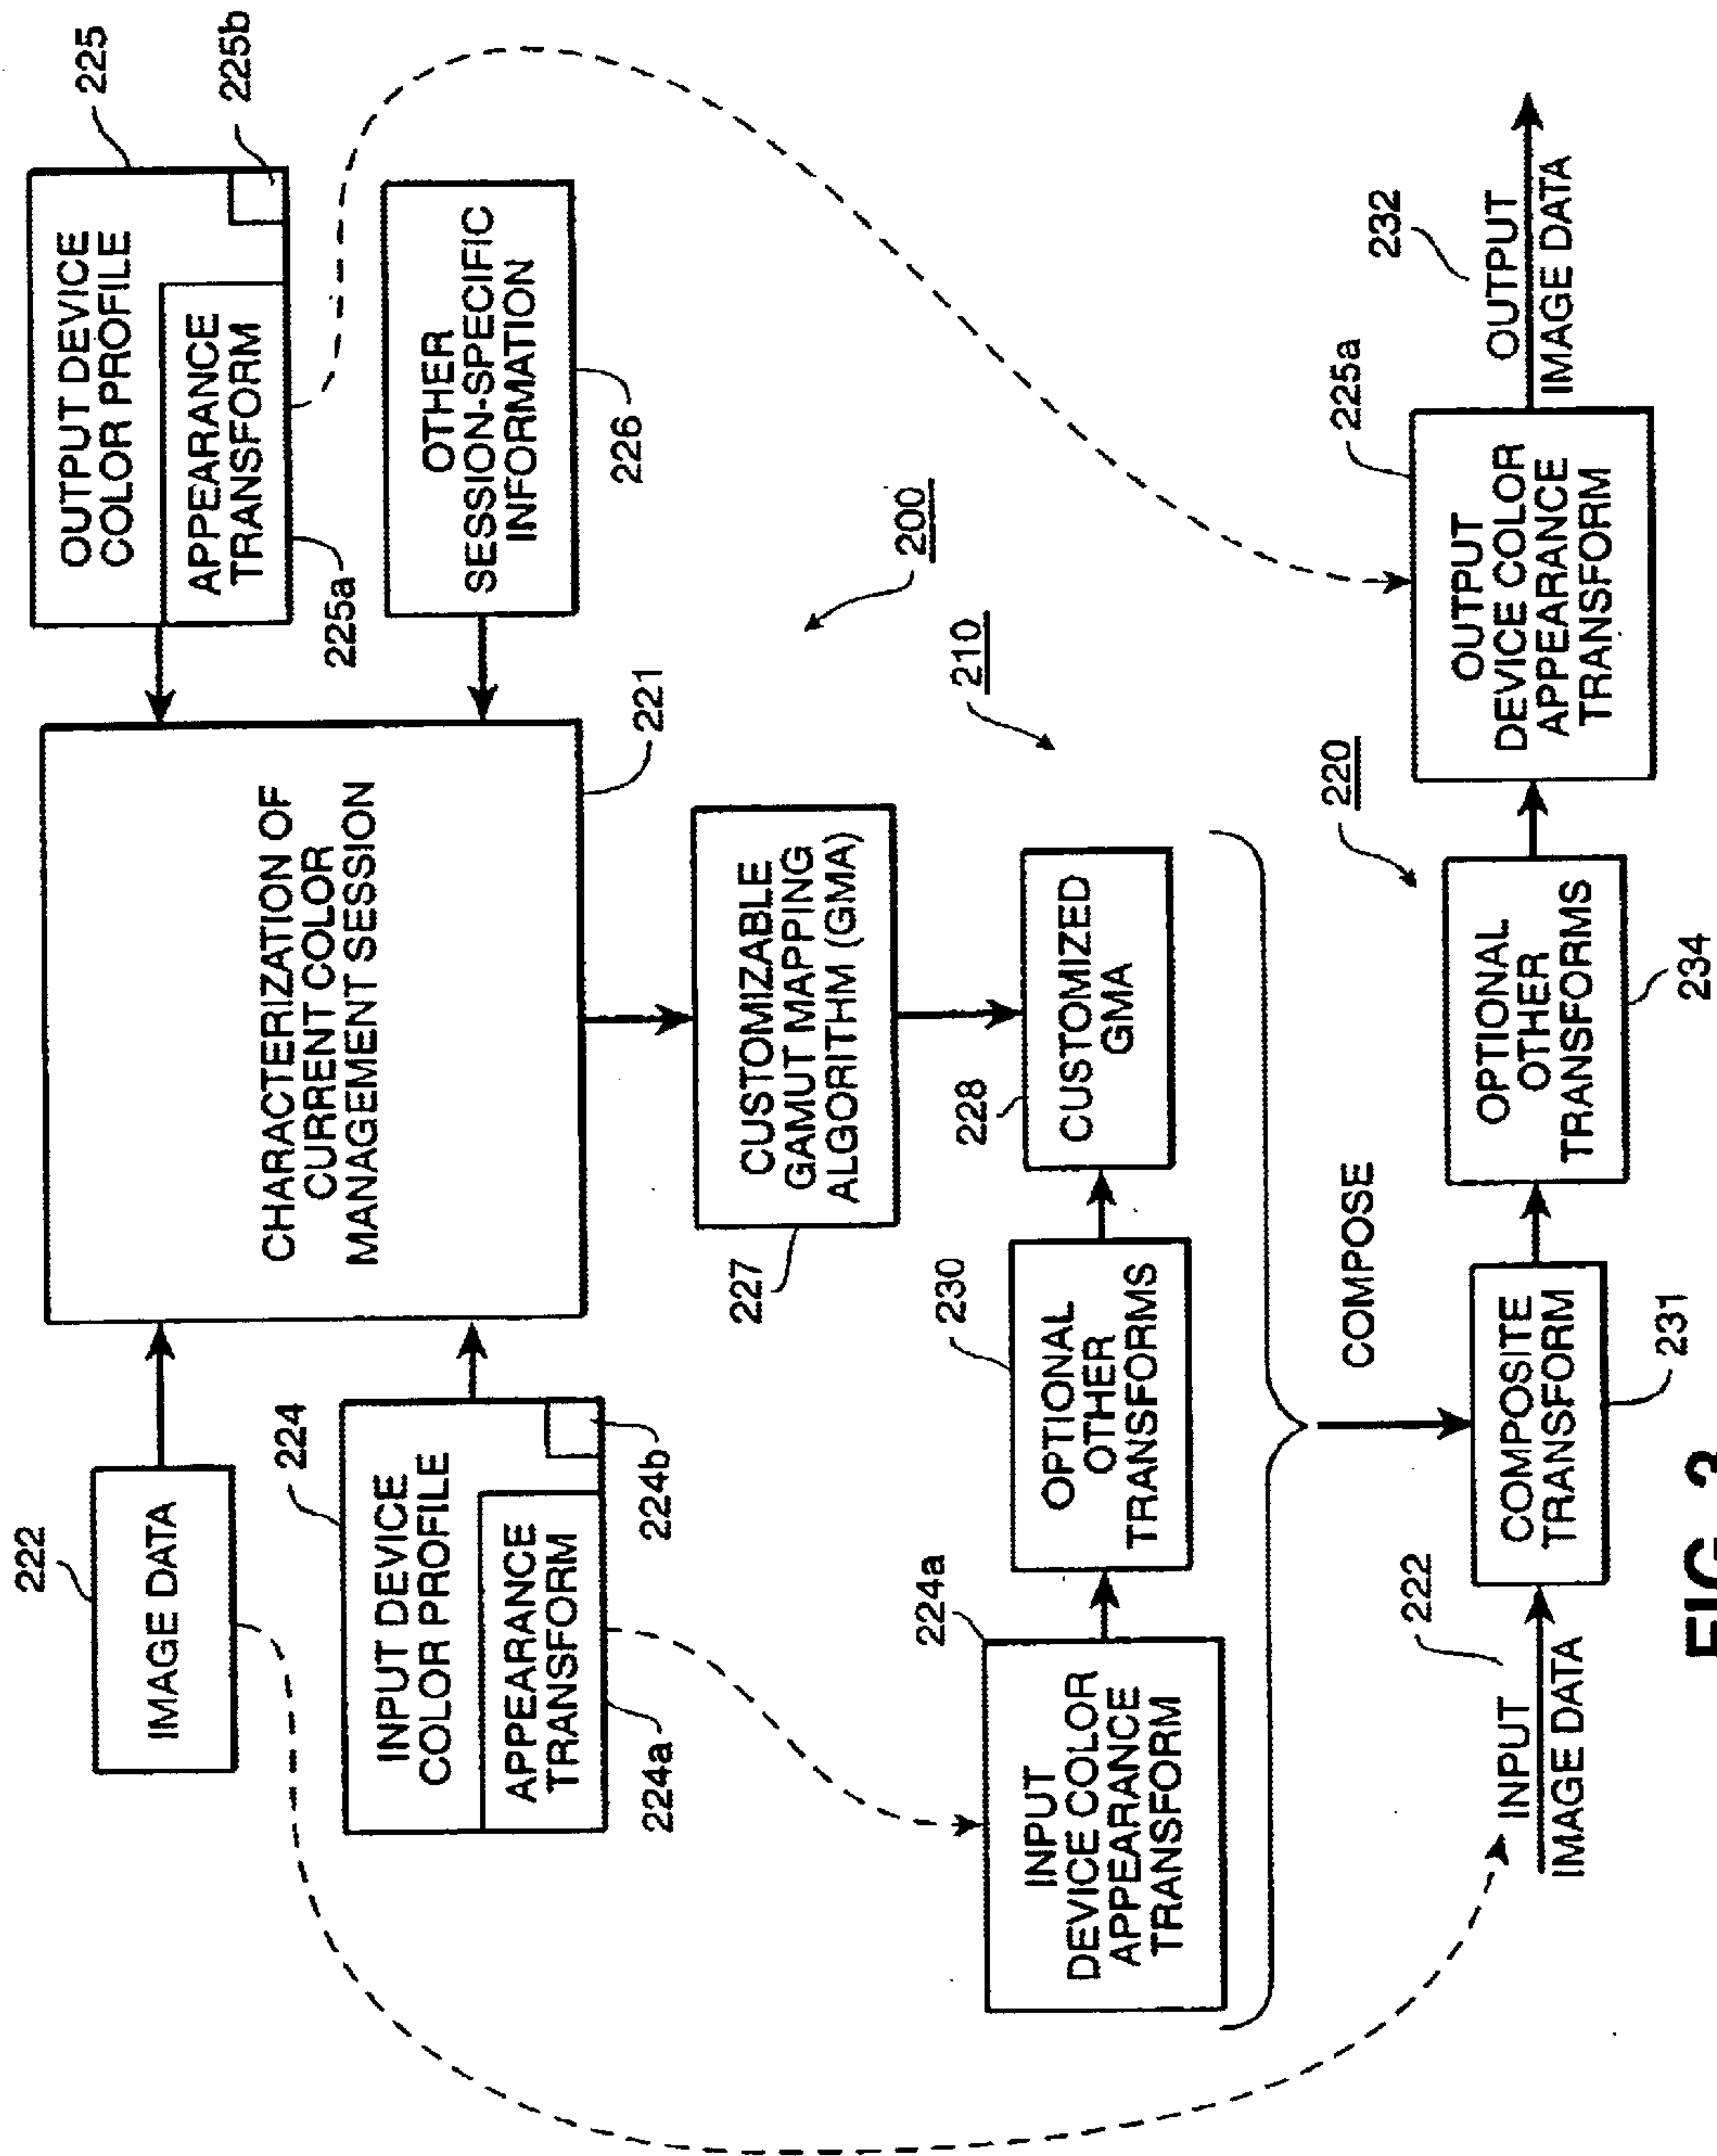 222
IMAGE DATA
224
INPUT DEVICE
COLOR PROFILE
APPEARANCE
TRANSFORM
224a
224b
CHARACTERIZATION OF
CURRENT COLOR
MANAGEMENT SESSION
221
225
OUTPUT DEVICE
COLOR PROFILE
225b
APPEARANCE
TRANSFORM
225a
OTHER
SESSION-SPECIFIC
INFORMATION
226
227
CUSTOMIZABLE
GAMUT MAPPING
ALGORITHM (GMA)
200
210
224a
INPUT
DEVICE COLOR
APPEARANCE
TRANSFORM
230
OPTIONAL
OTHER
TRANSFORMS
228
CUSTOMIZED
GMA
COMPOSE
220
222
INPUT
IMAGE DATA
COMPOSITE
TRANSFORM
231
OPTIONAL
OTHER
TRANSFORMS
234
225a
OUTPUT
DEVICE COLOR
APPEARANCE
TRANSFORM
232
OUTPUT
IMAGE DATA
FIG. 3